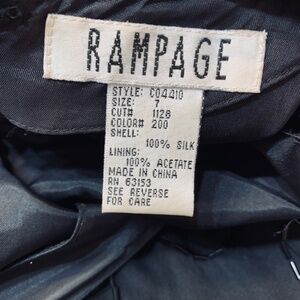 RAMPAGE
STYLE: C04410
SIZE: 7
CUT# 1128
COLOR# 200
SHELL:
100% SILK
LINING:
100% ACETATE
MADE IN CHINA
RN 63153
SEE REVERSE
FOR CARE